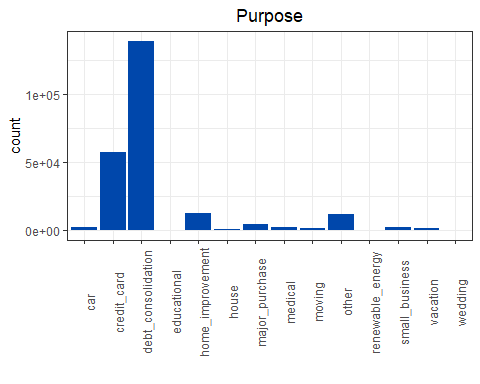 Purpose
count
1e+05
5e+04
0e+00
car
credit_card
debt_consolidation
educational
home_improvement
house
major_purchase
medical
moving
other
renewable_energy
small_business
vacation
wedding